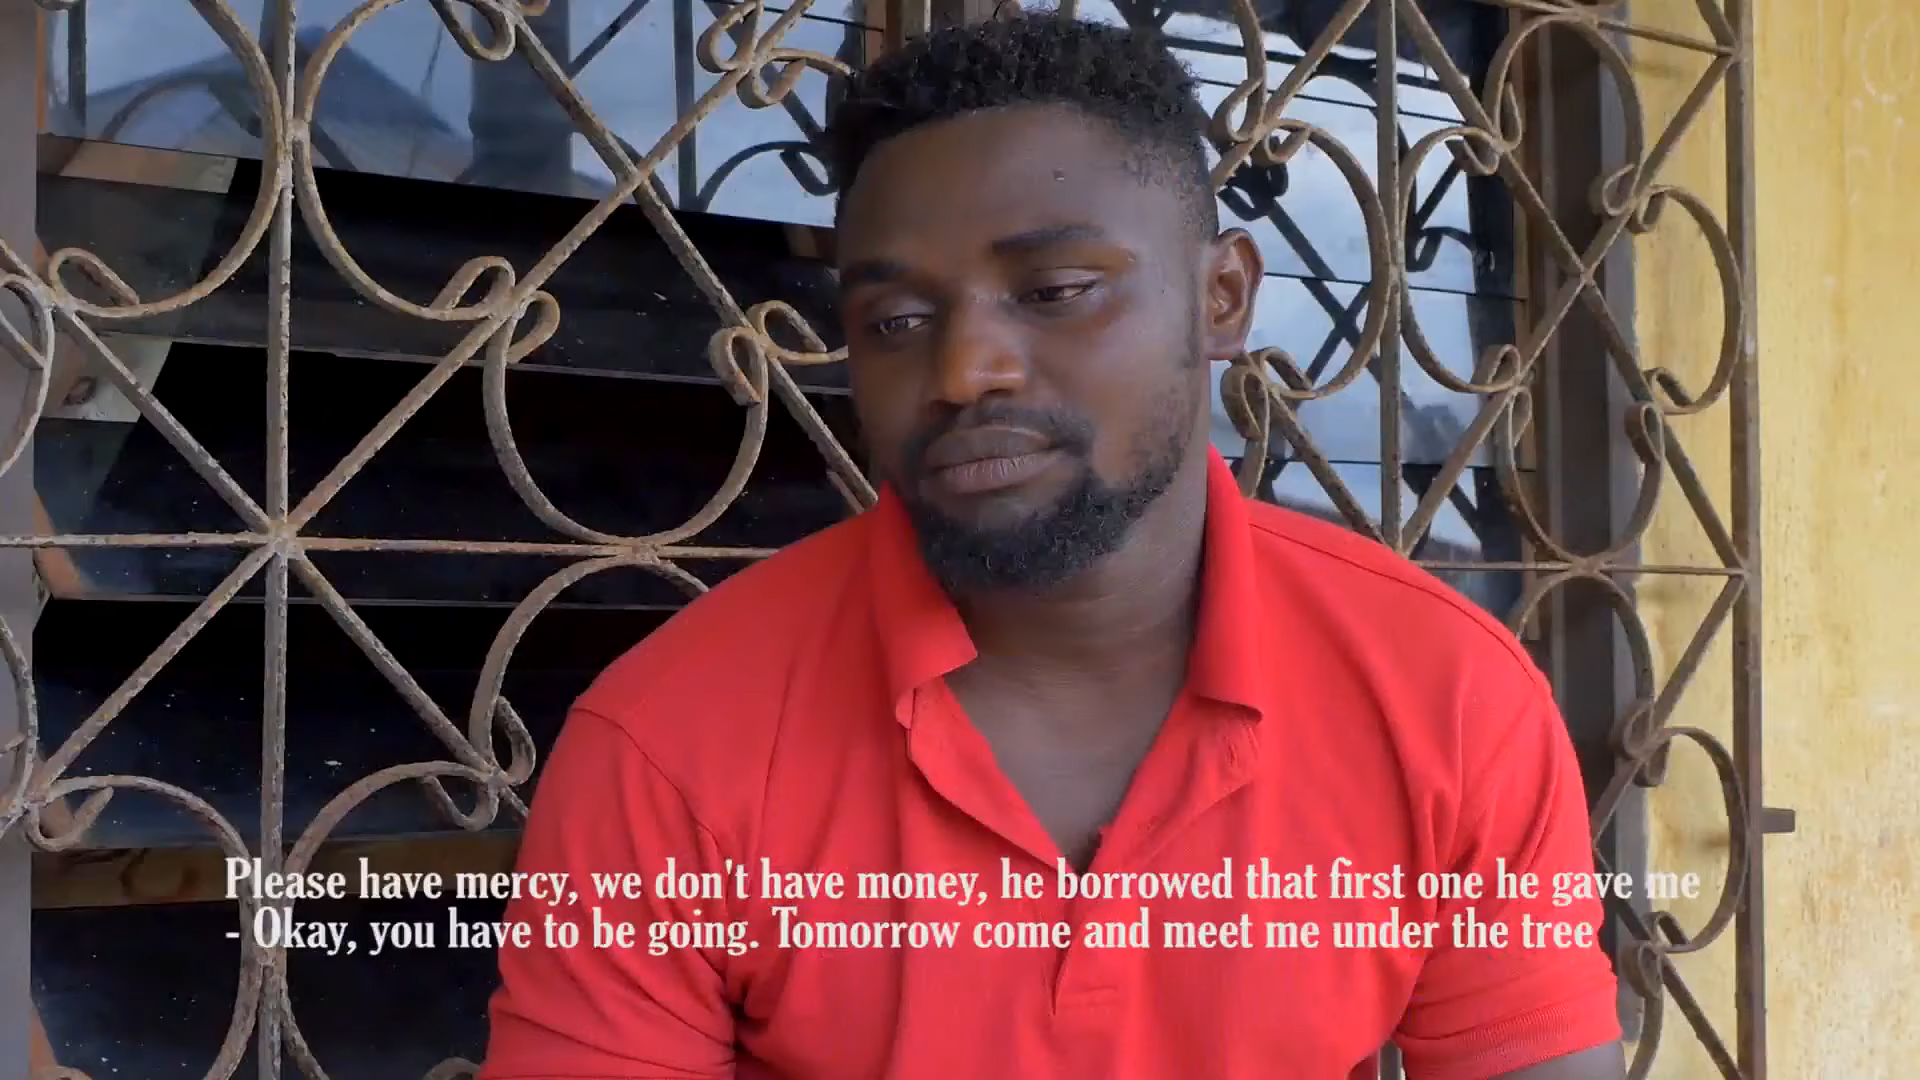 Please have mercy, we don't have money, he borrowed that first one he gave me
- Okay, you have to be going. Tomorrow come and meet me under the tree